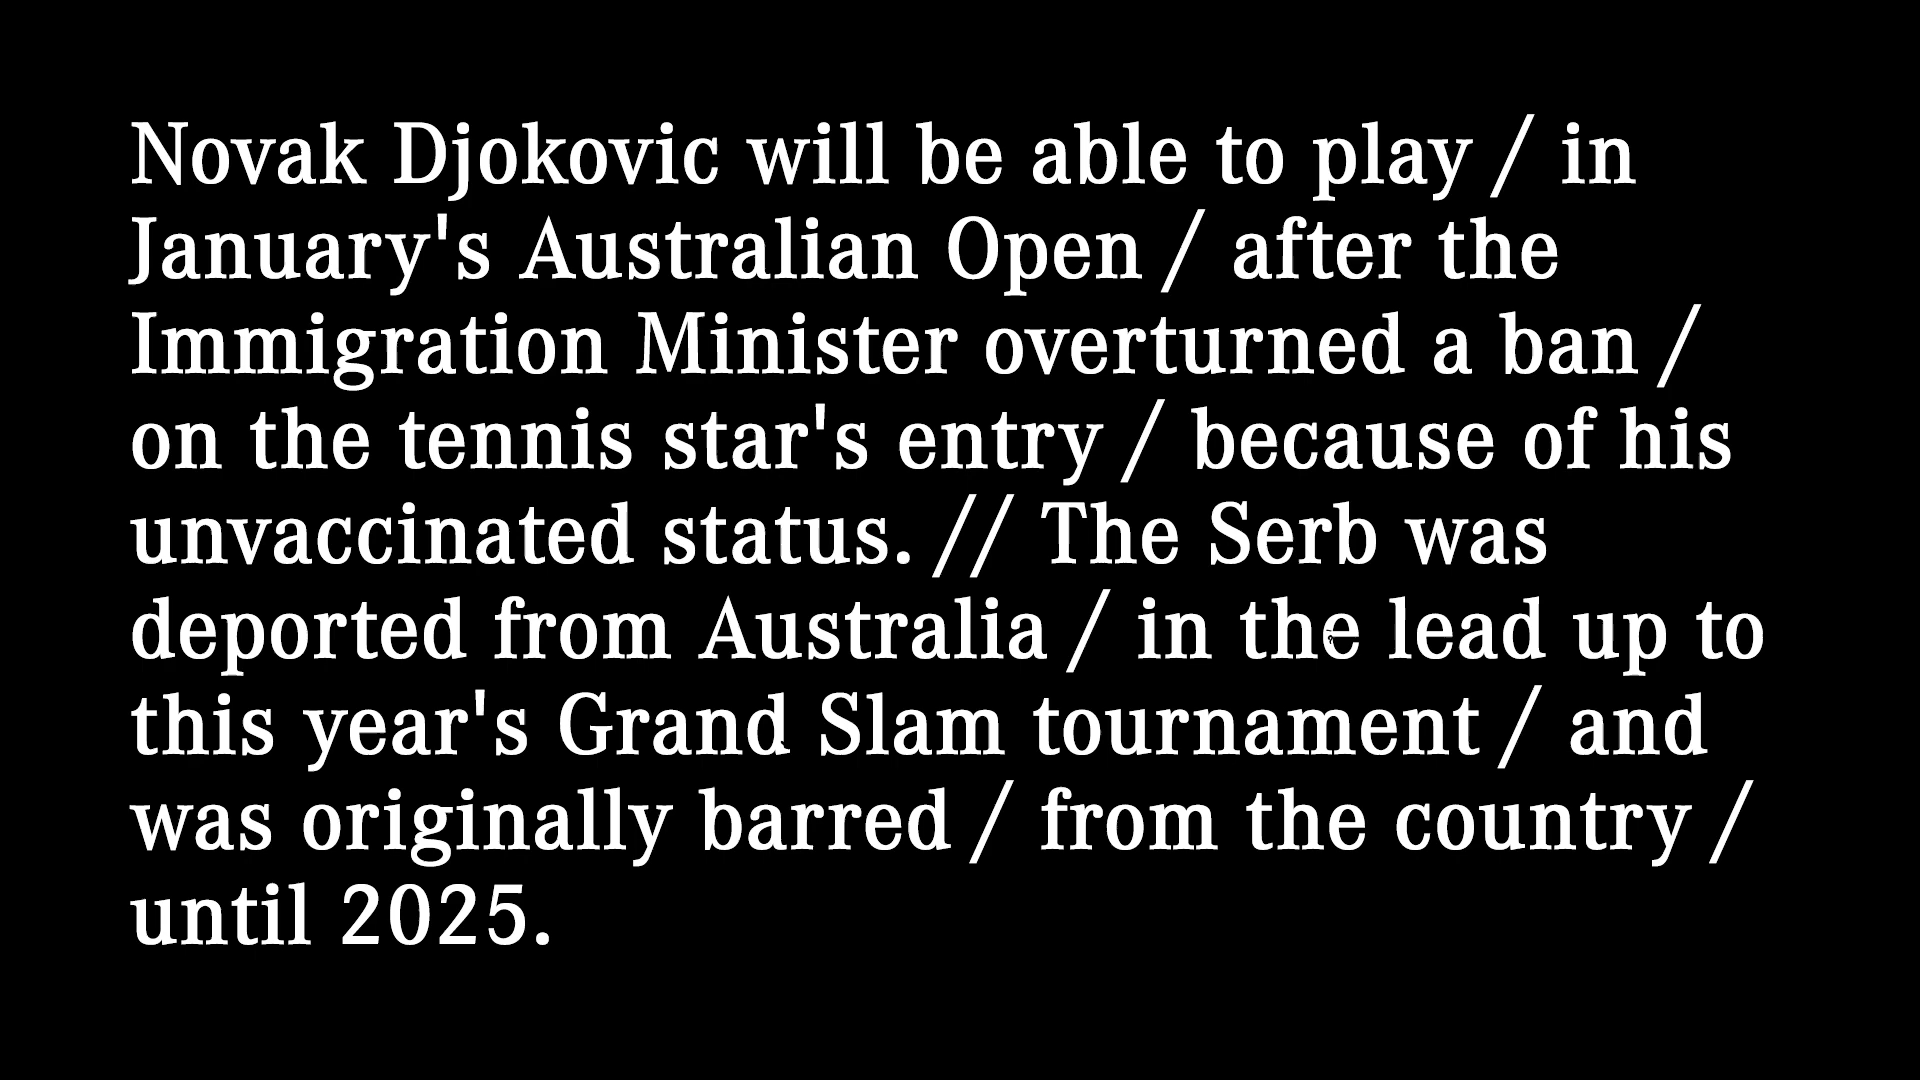 Novak Djokovic will be able to play / in
January's Australian Open / after the
Immigration Minister overturned a ban /
on the tennis star's entry / because of his
unvaccinated status. // The Serb was
deported from Australia / in the lead up to
this year's Grand Slam tournament / and
was originally barred / from the country /
until 2025.